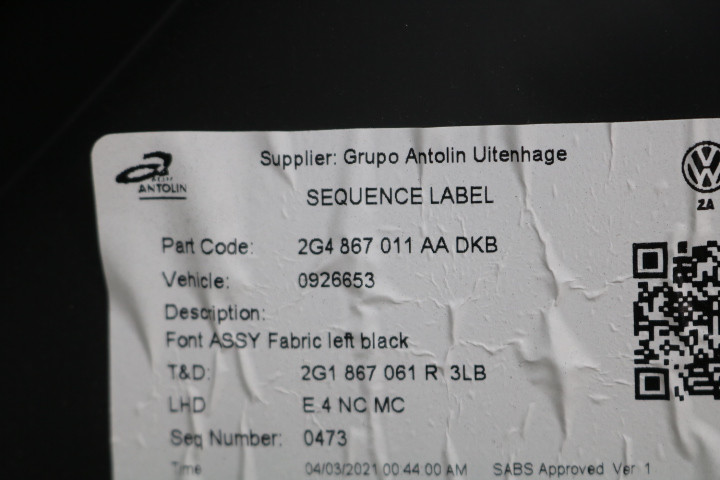 Supplier: Grupo Antolin Uitenhage
ANTOLIN
SEQUENCE LABEL
2A
Part Code: 2G4 867 011 AA DKB
Vehicle: 0926653
Description:
Font ASSY Fabric left black
T&D: 2G1 867 061 R 3LB
LHD E 4 NC MC
Seq Number: 0473
Time 04/03/2021 00:44:00 AM SABS Approved Ver 1